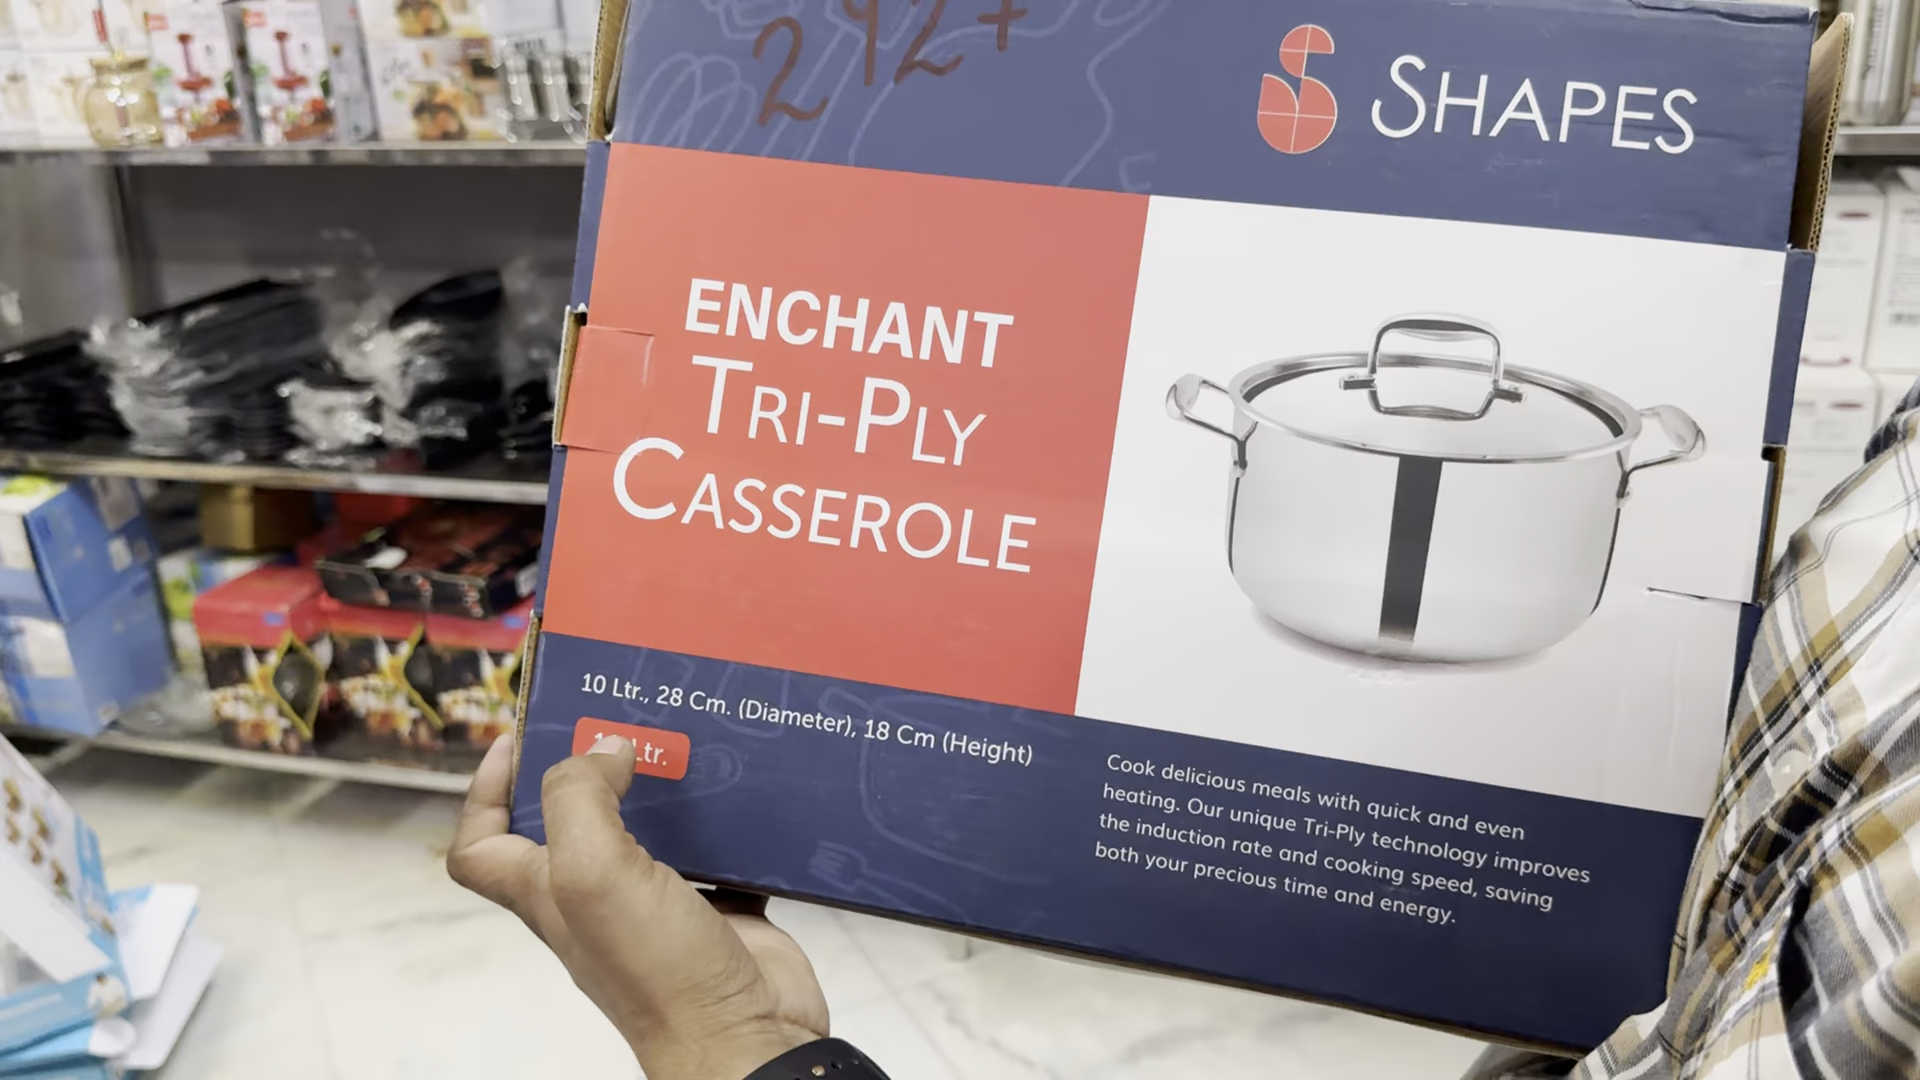 292+
SHAPES
ENCHANT
TRI-PLY
CASSEROLE
10 Ltr., 28 Cm. (Diameter), 18 Cm (Height)
Ltr.
Cook delicious meals with quick and even
heating. Our unique Tri-Ply technology improves
the induction rate and cooking speed, saving
both your precious time and energy.